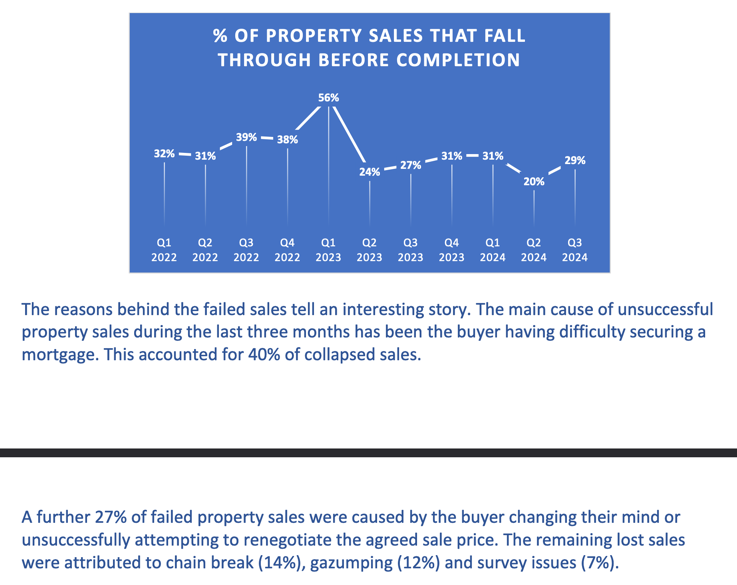 % OF PROPERTY SALES THAT FALL
THROUGH BEFORE COMPLETION
32% 31% 39% 38% 56% 24% 27% 31% 31% 20% 29%
Q1 Q2 Q3 Q4 Q1 Q2 Q3 Q4 Q1 Q2 Q3
2022 2022 2022 2022 2023 2023 2023 2023 2024 2024 2024
The reasons behind the failed sales tell an interesting story. The main cause of unsuccessful
property sales during the last three months has been the buyer having difficulty securing a
mortgage. This accounted for 40% of collapsed sales.
A further 27% of failed property sales were caused by the buyer changing their mind or
unsuccessfully attempting to renegotiate the agreed sale price. The remaining lost sales
were attributed to chain break (14%), gazumping (12%) and survey issues (7%).